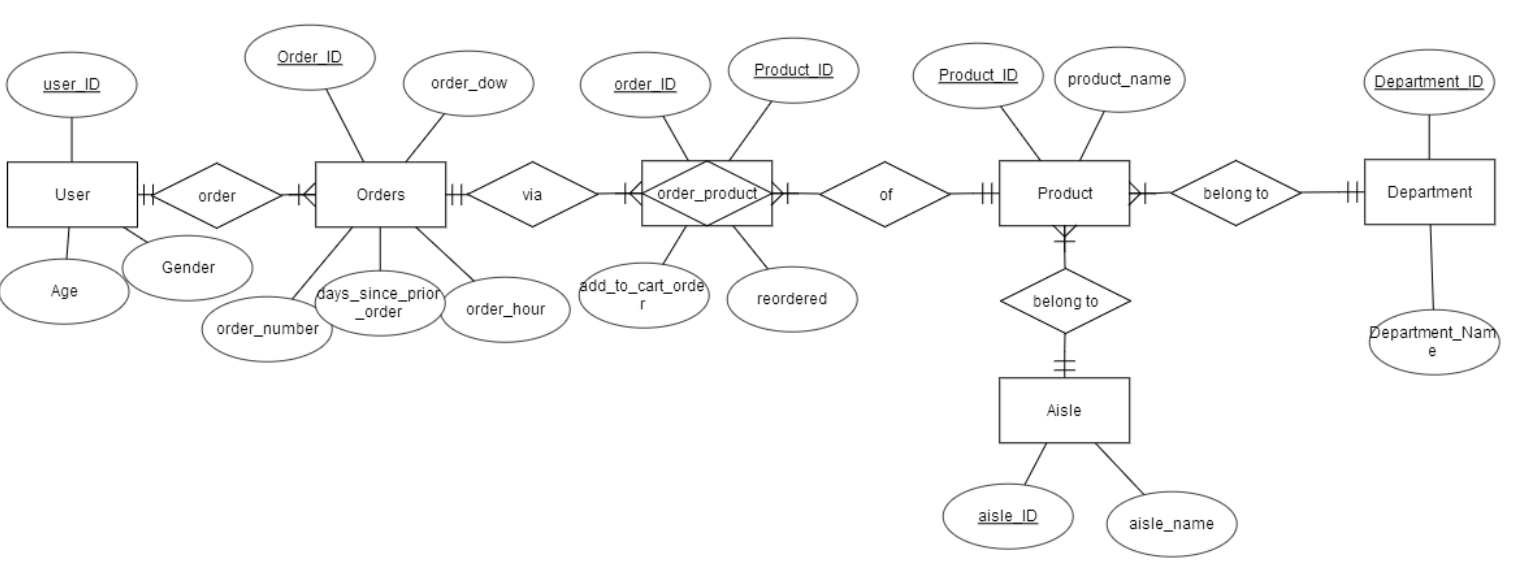 user_ID
Order_ID
order_dow
order_ID
Product_ID
Product_ID
product_name
Department_ID
User
order
Orders
via
order_product
of
Product
belong to
Department
Age
Gender
order_number
days_since_prior
_order
order_hour
add_to_cart_orde
r
reordered
belong to
Department_Nam
e
Aisle
aisle_ID
aisle_name